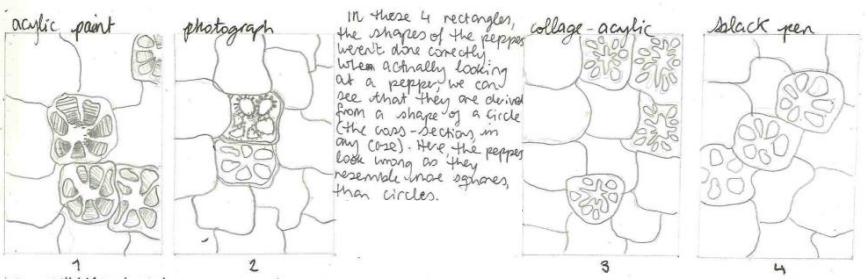 acylic paint
photograph
In these 4 rectangles,
the shapes of the peppers
weren't done correctly
when actually looking
at a pepper, we can
see that they are derived
from a shape of a circle
(the coss-section, in
any case). Here, the peppers
look wrong as they
resemble more squares,
than circles.
collage-acylic
black pen
1
2
3
4